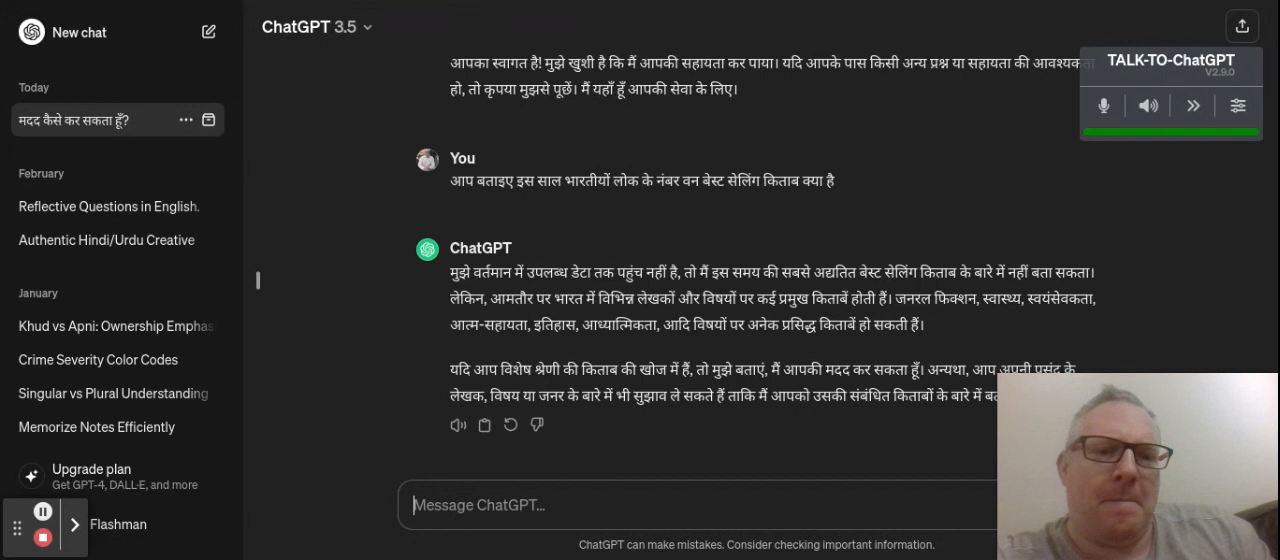 New chat
Today
मदद कैसे कर सकता हूँ?
February
Reflective Questions in English.
Authentic Hindi/Urdu Creative
January
Khud vs Apni: Ownership Emphas
Crime Severity Color Codes
Singular vs Plural Understanding
Memorize Notes Efficiently
Upgrade plan
Get GPT-4, DALL-E, and more
Flashman
ChatGPT 3.5
आपका स्वागत है! मुझे खुशी है कि मैं आपकी सहायता कर पाया। यदि आपके पास किसी अन्य प्रश्न या सहायता की आवश्यकता
हो, तो कृपया मुझसे पूछें। मैं यहाँ हूँ आपकी सेवा के लिए।
You
आप बताइए इस साल भारतीयों लोक के नंबर वन बेस्ट सेलिंग किताब क्या है
ChatGPT
मुझे वर्तमान में उपलब्ध डेटा तक पहुंच नहीं है, तो मैं इस समय की सबसे अद्यतित बेस्ट सेलिंग किताब के बारे में नहीं बता सकता।
लेकिन, आमतौर पर भारत में विभिन्न लेखकों और विषयों पर कई प्रमुख किताबें होती हैं। जनरल फिक्शन, स्वास्थ्य, स्वयंसेवकता,
आत्म-सहायता, इतिहास, आध्यात्मिकता, आदि विषयों पर अनेक प्रसिद्ध किताबें हो सकती हैं।
यदि आप विशेष श्रेणी की किताब की खोज में हैं, तो मुझे बताएं, मैं आपकी मदद कर सकता हूँ। अन्यथा, आप अपनी पसंद के
लेखक, विषय या जनर के बारे में भी सुझाव ले सकते हैं ताकि मैं आपको उसकी संबंधित किताबों के बारे में
Message ChatGPT...
ChatGPT can make mistakes. Consider checking important information.
TALK-TO-ChatGPT
V2.9.0